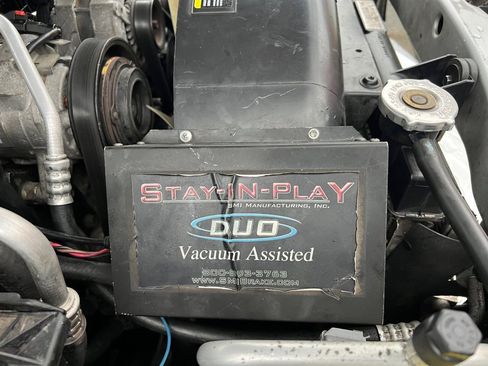 STAY-IN-PLAY
SMI MANUFACTURING, INC.
DUO
Vacuum Assisted
WWW.SMIBRAKE.COM